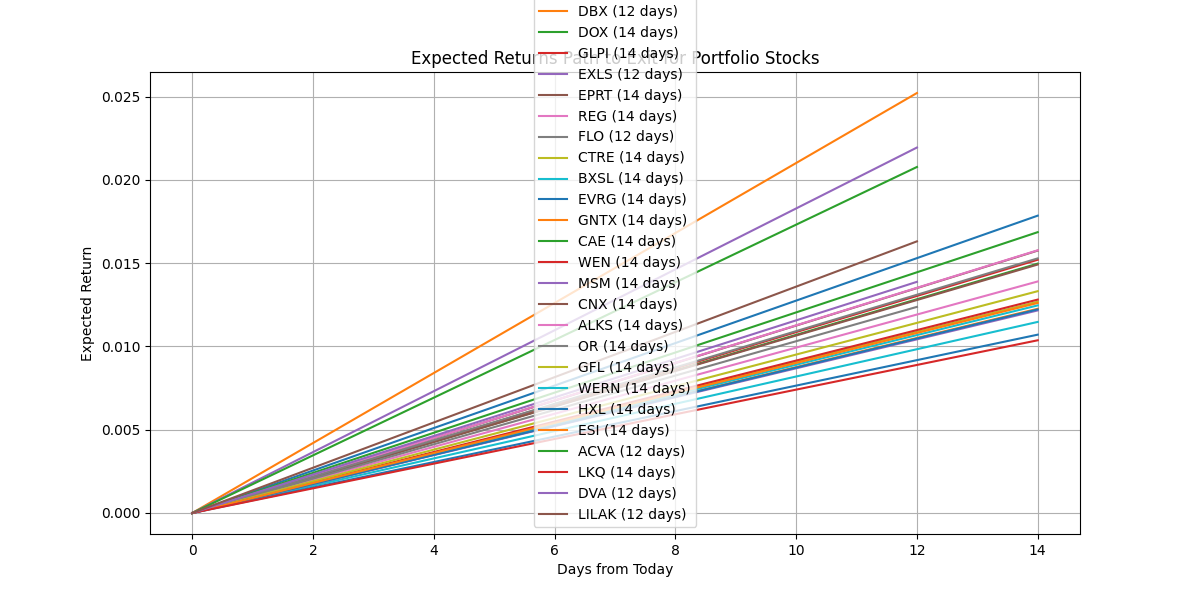 DBX (12 days)
DOX (14 days)
GLPI (14 days)
Expected Returns Path to Exit for Portfolio Stocks
EXLS (12 days)
EPRT (14 days)
REG (14 days)
FLO (12 days)
CTRE (14 days)
BXSL (14 days)
EVRG (14 days)
GNTX (14 days)
CAE (14 days)
WEN (14 days)
MSM (14 days)
CNX (14 days)
ALKS (14 days)
OR (14 days)
GFL (14 days)
WERN (14 days)
HXL (14 days)
ESI (14 days)
ACVA (12 days)
LKQ (14 days)
DVA (12 days)
LILAK (12 days)
0.025
0.020
0.015
0.010
0.005
0.000
Expected Return
0 2 4 6 8 10 12 14
Days from Today